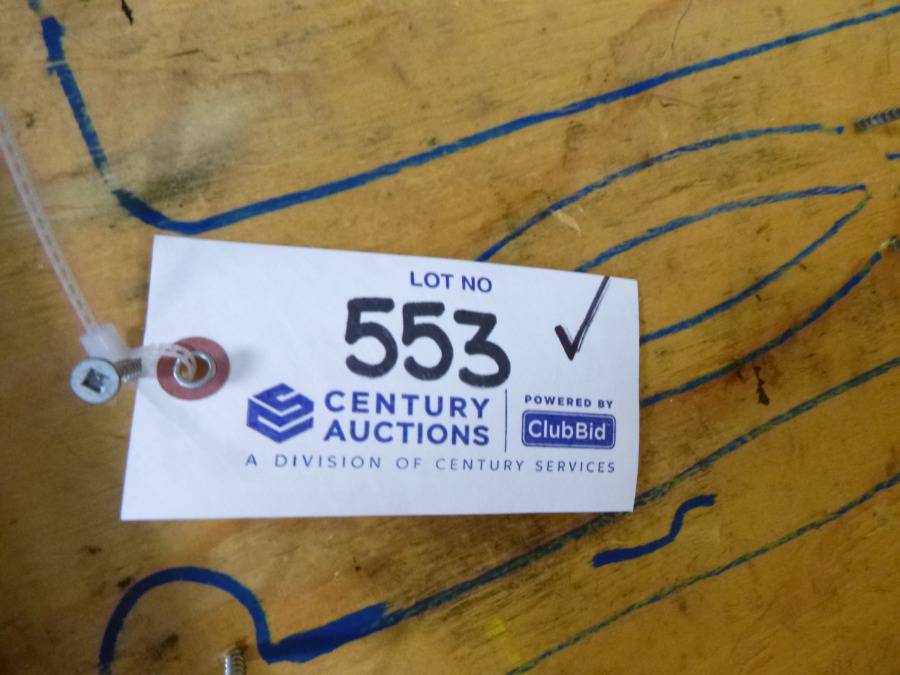 LOT NO
553 ✓
CENTURY
AUCTIONS
POWERED BY
ClubBid
A DIVISION OF CENTURY SERVICES